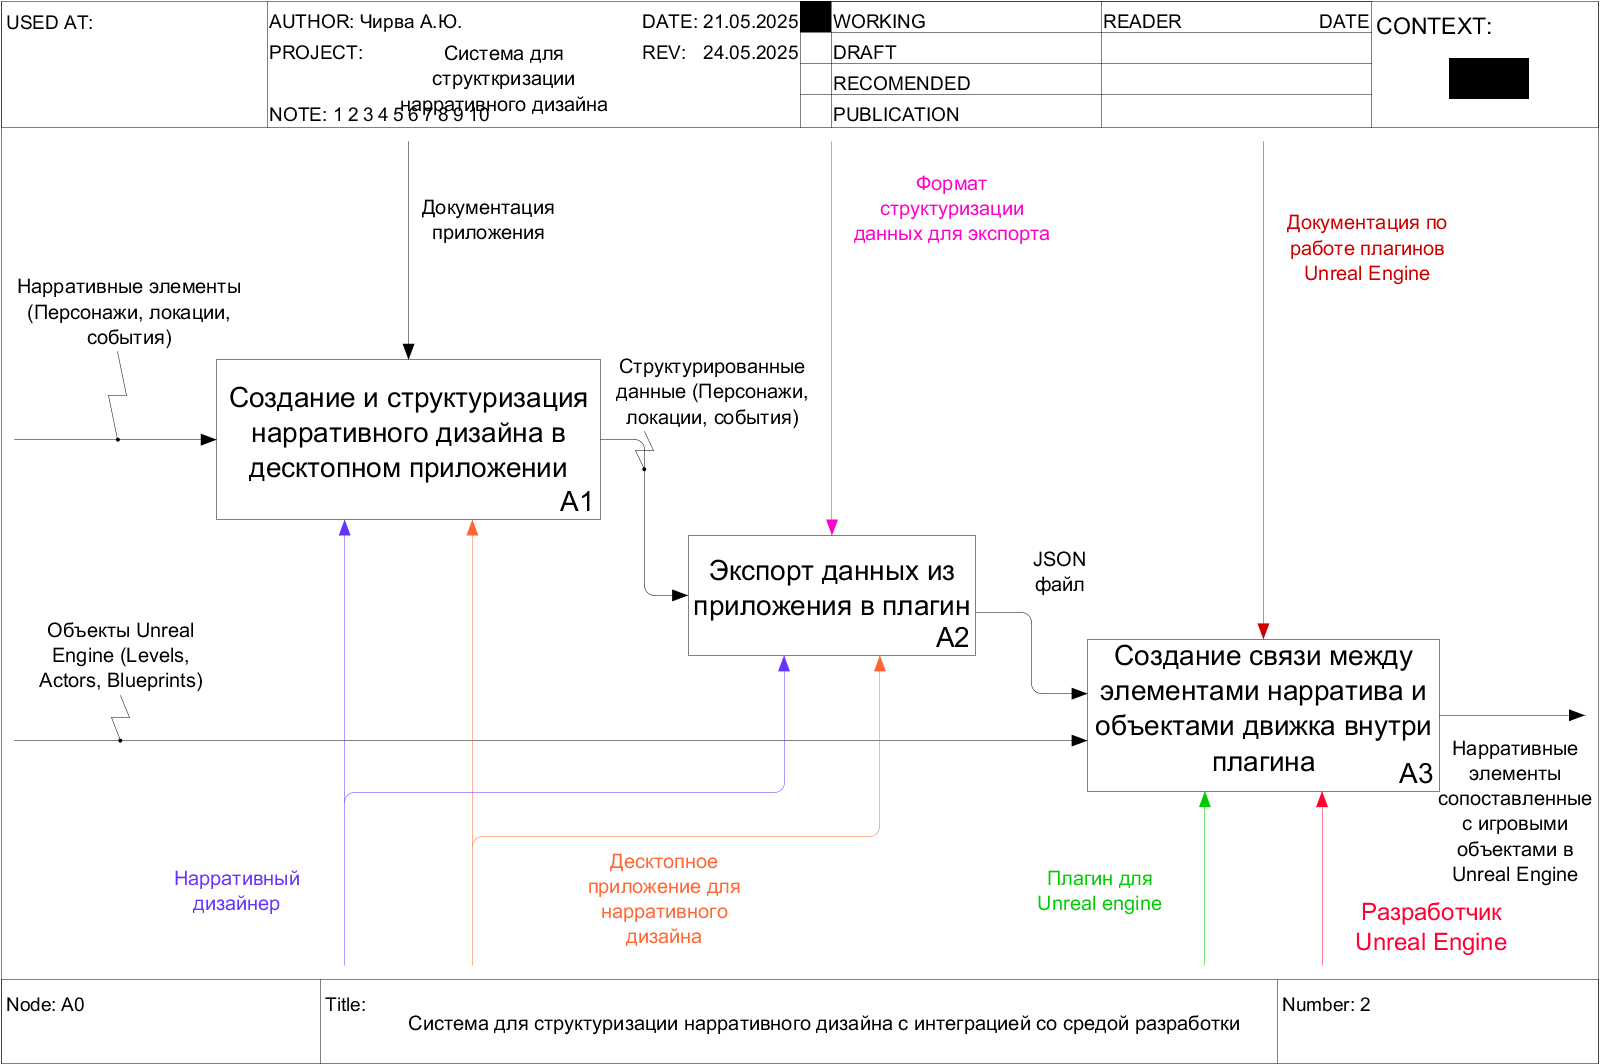 USED AT:
AUTHOR: Чирва А.Ю.
DATE: 21.05.2025
PROJECT:
Система для
структкризации
нарративного дизайна
REV: 24.05.2025
NOTE: 1 2 3 4 5 6 7 8 9 10
WORKING
DRAFT
RECOMENDED
PUBLICATION
READER
DATE
CONTEXT:
Документация
приложения
Формат
структуризации
данных для экспорта
Документация по
работе плагинов
Unreal Engine
Нарративные элементы
(Персонажи, локации,
события)
Создание и структуризация
нарративного дизайна в
десктопном приложении
A1
Структурированные
данные (Персонажи,
локации, события)
Экспорт данных из
приложения в плагин
A2
JSON
файл
Объекты Unreal
Engine (Levels,
Actors, Blueprints)
Создание связи между
элементами нарратива и
объектами движка внутри
плагина
A3
Нарративные
элементы
сопоставленные
с игровыми
объектами в
Unreal Engine
Нарративный
дизайнер
Десктопное
приложение для
нарративного
дизайна
Плагин для
Unreal engine
Разработчик
Unreal Engine
Node: A0
Title:
Система для структуризации нарративного дизайна с интеграцией со средой разработки
Number: 2